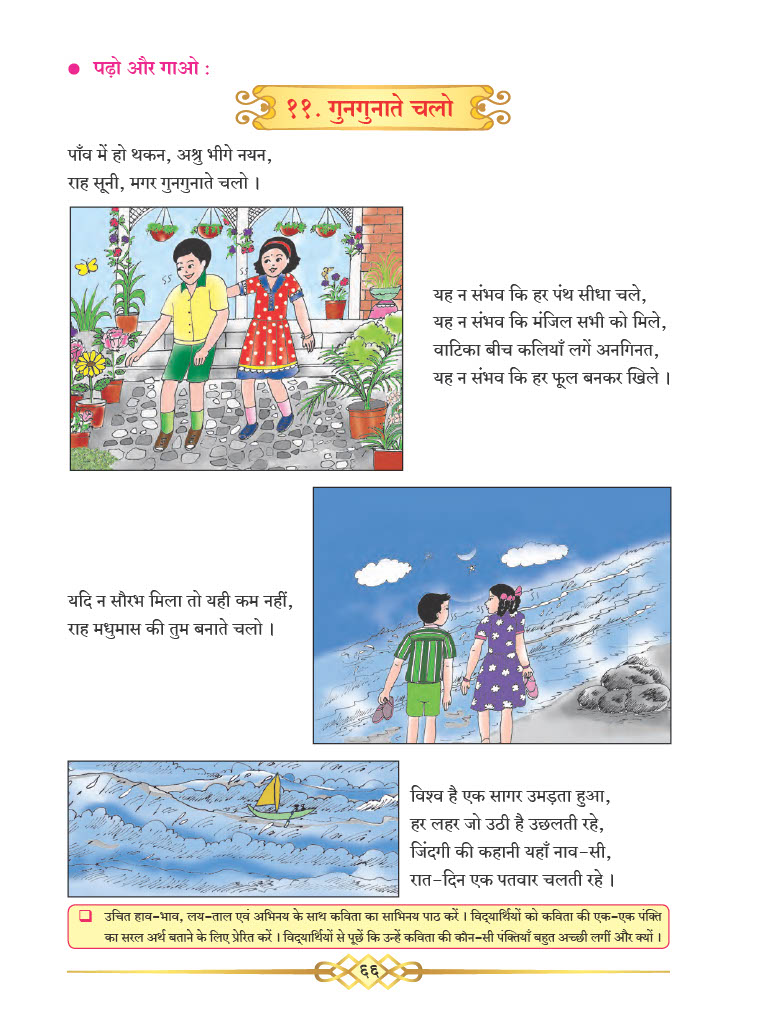 ● पढ़ो और गाओ :
११. गुनगुनाते चलो
पाँव में हो थकन, अश्रु भीगे नयन,
राह सूनी, मगर गुनगुनाते चलो ।
यह न संभव कि हर पंथ सीधा चले,
यह न संभव कि मंजिल सभी को मिले,
वाटिका बीच कलियाँ लगें अनगिनत,
यह न संभव कि हर फूल बनकर खिले ।
यदि न सौरभ मिला तो यही कम नहीं,
राह मधुमास की तुम बनाते चलो ।
विश्व है एक सागर उमड़ता हुआ,
हर लहर जो उठी है उछलती रहे,
जिंदगी की कहानी यहाँ नाव-सी,
रात-दिन एक पतवार चलती रहे ।
❑ उचित हाव-भाव, लय-ताल एवं अभिनय के साथ कविता का साभिनय पाठ करें । विद्यार्थियों को कविता की एक-एक पंक्ति
का सरल अर्थ बताने के लिए प्रेरित करें । विद्यार्थियों से पूछें कि उन्हें कविता की कौन-सी पंक्तियाँ बहुत अच्छी लगीं और क्यों ।
६६